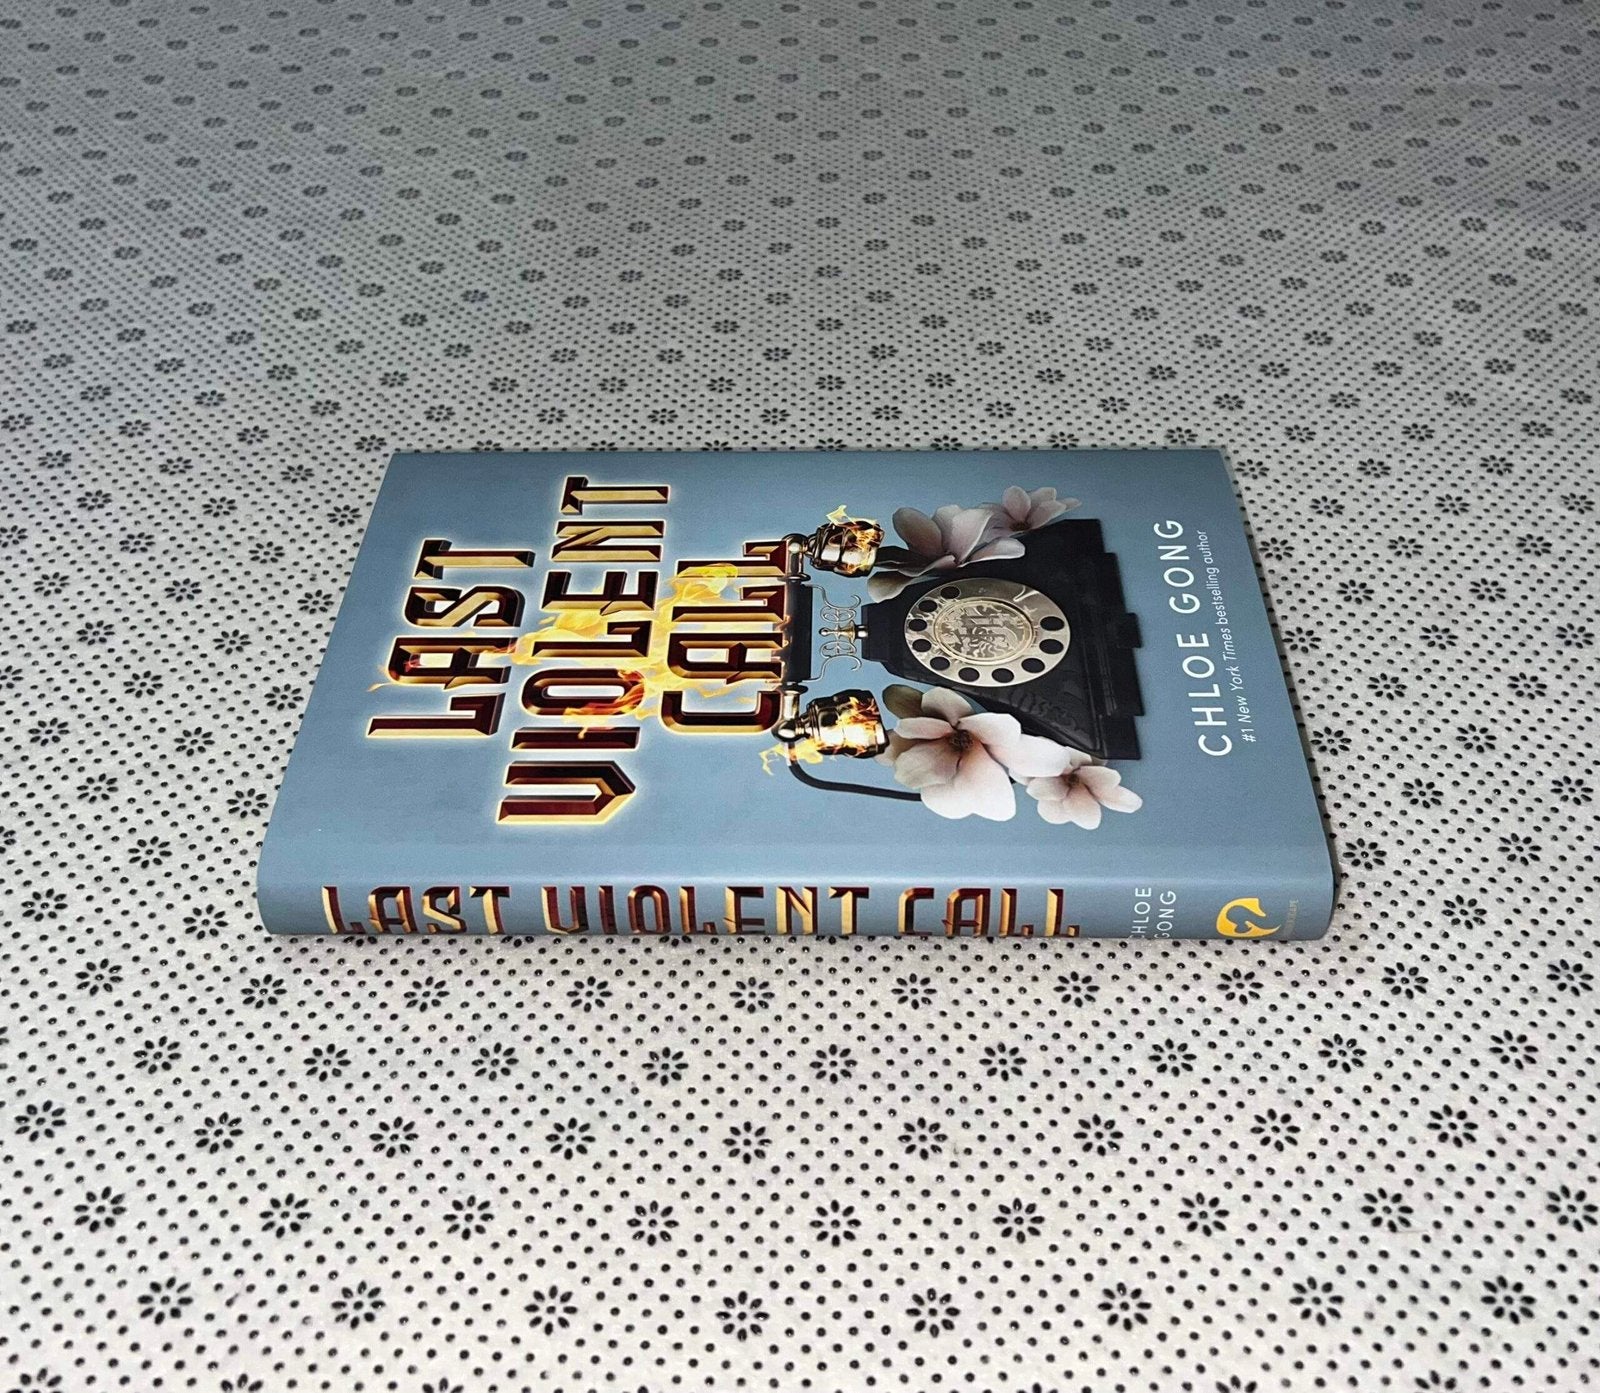 LAST
VIOLENT
CALL
CHLOE GONG
#1 New York Times bestselling author
LAST VIOLENT CALL
CHLOE
GONG